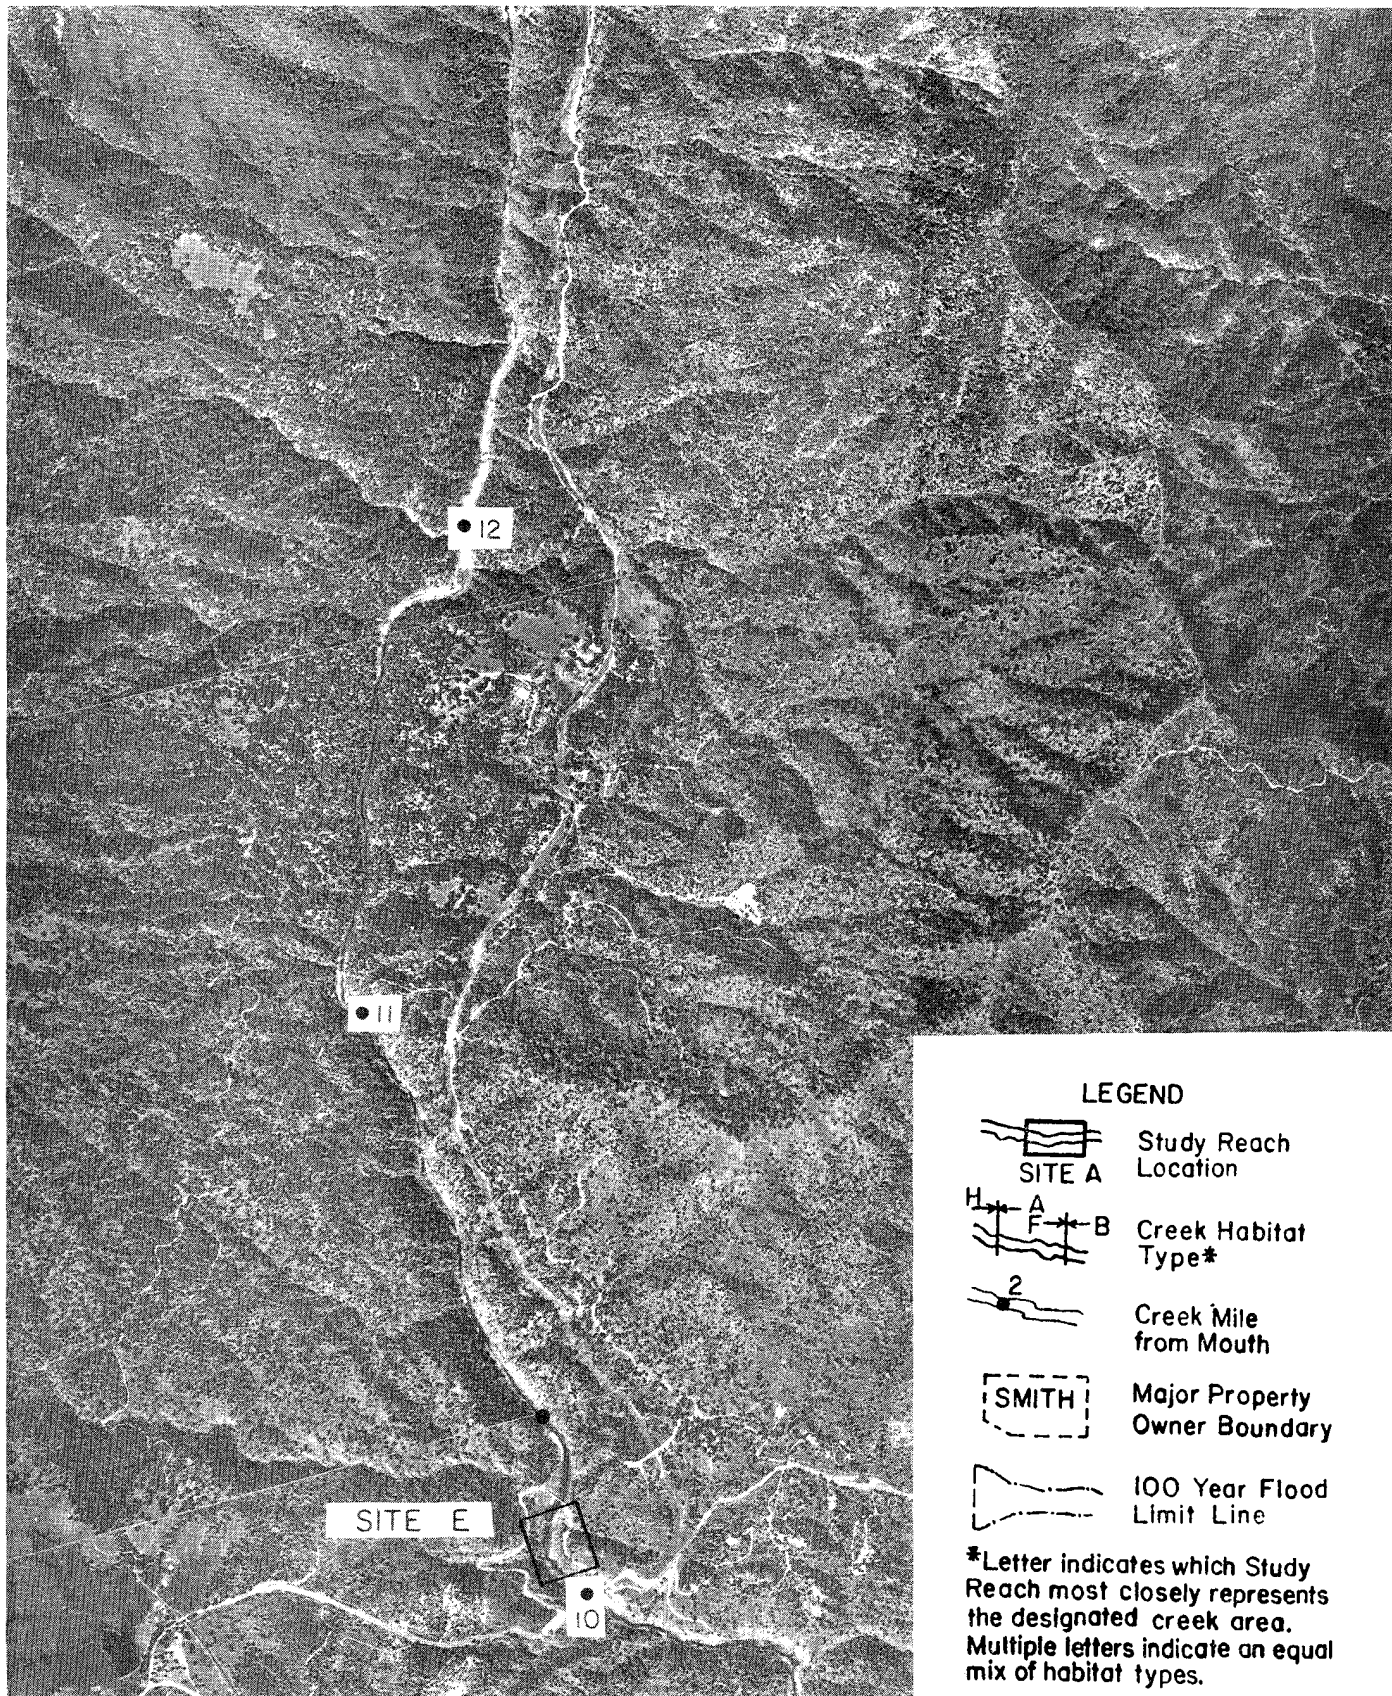 12
11
SITE E
10
LEGEND
SITE A
Study Reach
Location
H
A
F
B
Creek Habitat
Type*
2
Creek Mile
from Mouth
SMITH
Major Property
Owner Boundary
100 Year Flood
Limit Line
*Letter indicates which Study
Reach most closely represents
the designated creek area.
Multiple letters indicate an equal
mix of habitat types.